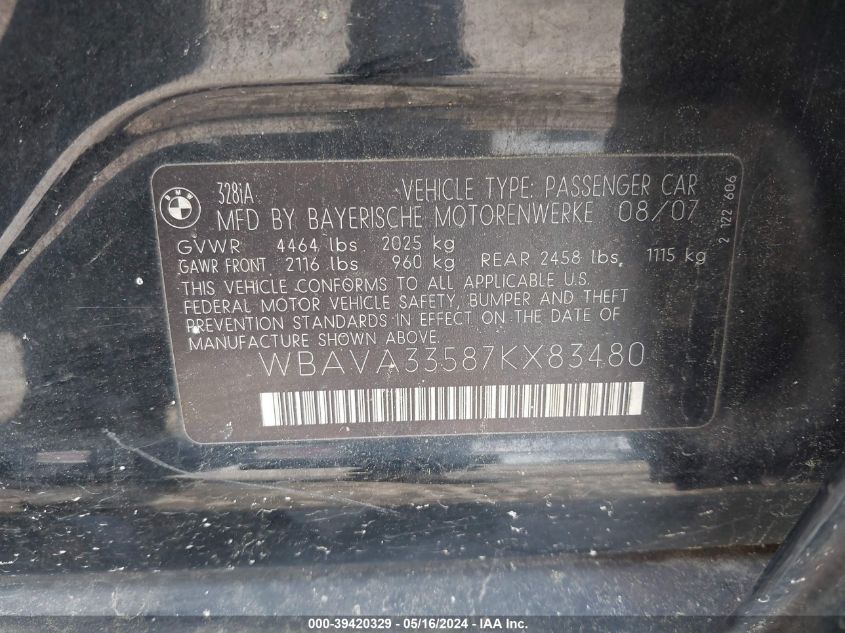 BMW
328iA
VEHICLE TYPE: PASSENGER CAR
MFD BY BAYERISCHE MOTORENWERKE 08/07
GVWR 4464 lbs 2025 kg
GAWR FRONT 2116 lbs 960 kg REAR 2458 lbs, 1115 kg
THIS VEHICLE CONFORMS TO ALL APPLICABLE U.S.
FEDERAL MOTOR VEHICLE SAFETY, BUMPER AND THEFT
PREVENTION STANDARDS IN EFFECT ON THE DATE OF
MANUFACTURE SHOWN ABOVE.
WBAVA33587KX83480
2 122 606
000-39420329 - 05/16/2024 - IAA Inc.